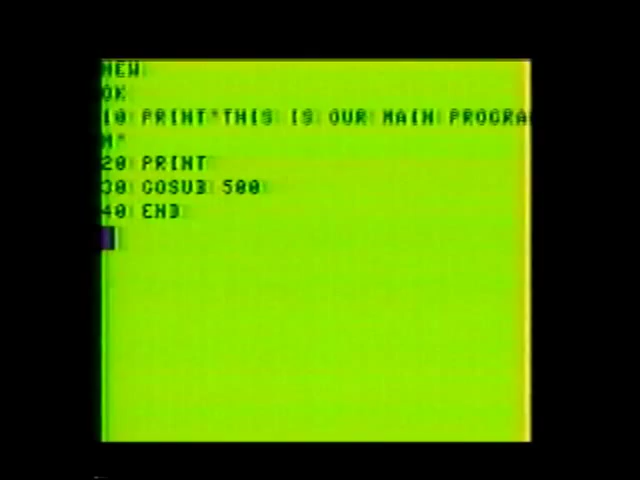 NEW
OK
10 PRINT"THIS IS OUR MAIN PROGRA
M"
20 PRINT
30 GOSUB 500
40 END